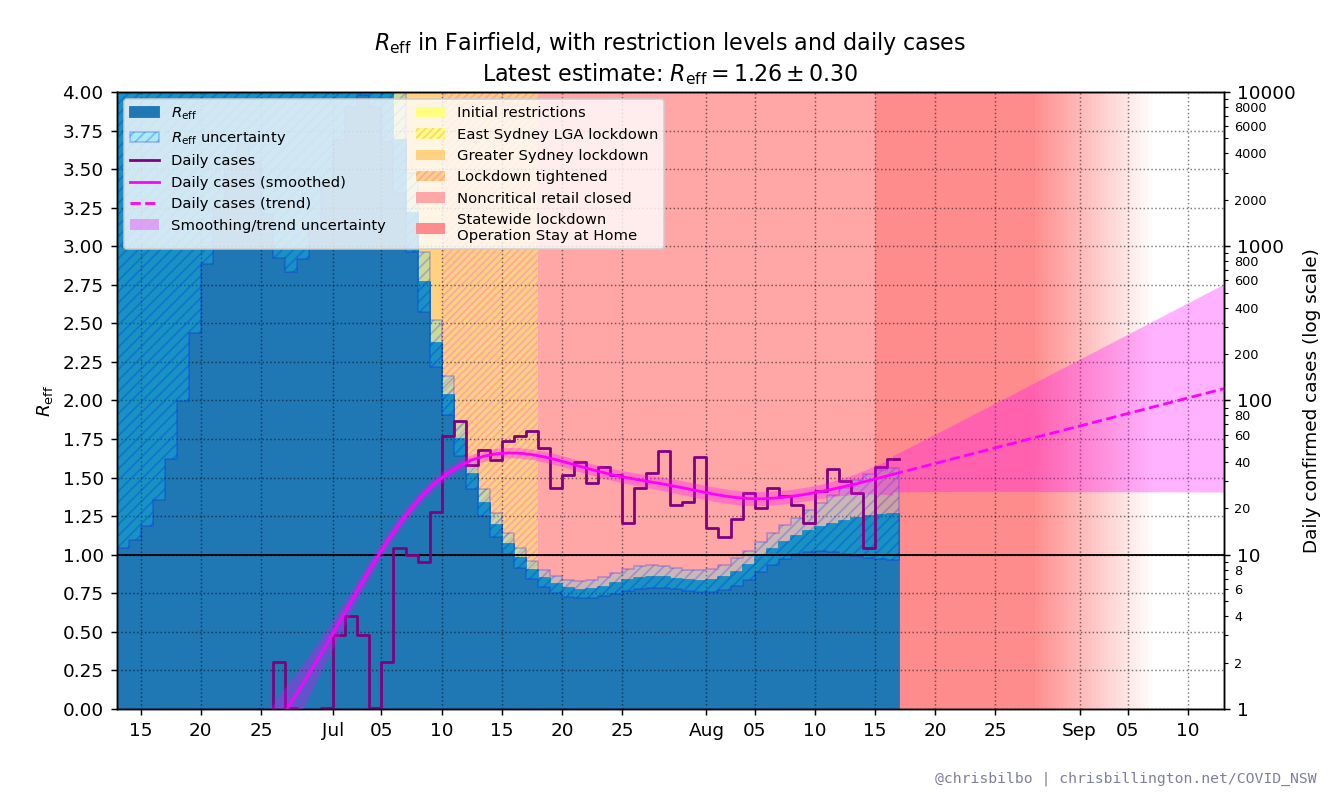 Reff in Fairfield, with restriction levels and daily cases
Latest estimate: Reff = 1.26 ± 0.30
4.00
3.75
3.50
3.25
3.00
2.75
2.50
2.25
2.00
1.75
1.50
1.25
1.00
0.75
0.50
0.25
0.00
Reff
Reff
Reff uncertainty
Daily cases
Daily cases (smoothed)
Daily cases (trend)
Smoothing/trend uncertainty
Initial restrictions
East Sydney LGA lockdown
Greater Sydney lockdown
Lockdown tightened
Noncritical retail closed
Statewide lockdown
Operation Stay at Home
10000
8000
6000
4000
2000
1000
800
600
400
200
100
80
60
40
20
10
8
6
4
2
1
Daily confirmed cases (log scale)
15 20 25 Jul 05 10 15 20 25 Aug 05 10 15 20 25 Sep 05 10
@chrisbilbo | chrisbillington.net/COVID_NSW